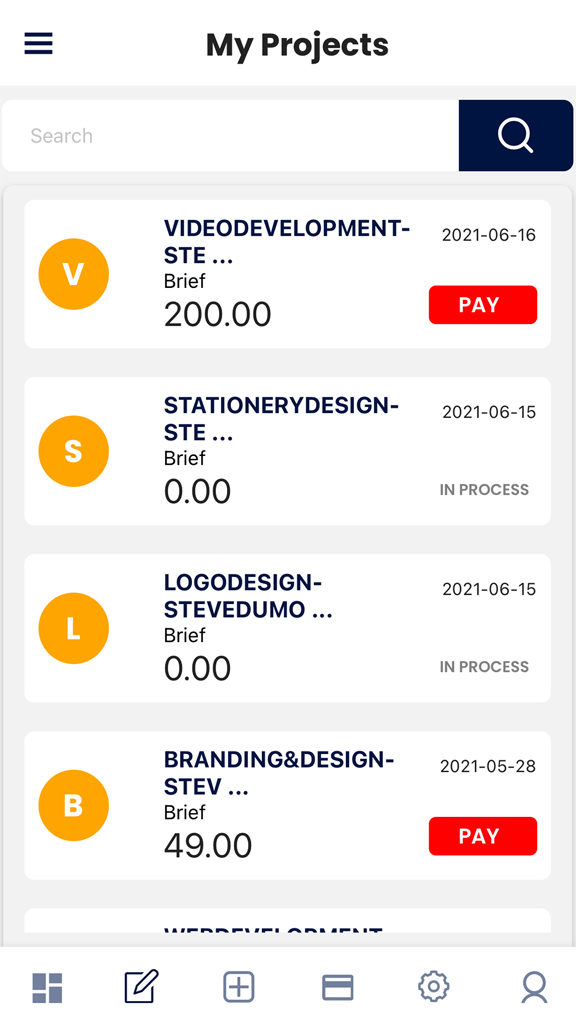 My Projects
Search
V
VIDEODEVELOPMENT-
STE ...
2021-06-16
Brief
200.00
PAY
S
STATIONERYDESIGN-
STE ...
2021-06-15
Brief
0.00
IN PROCESS
L
LOGODESIGN-
STEVEDUMO ...
2021-06-15
Brief
0.00
IN PROCESS
B
BRANDING&DESIGN-
STEV ...
2021-05-28
Brief
49.00
PAY
WEBDEVELOPMENT